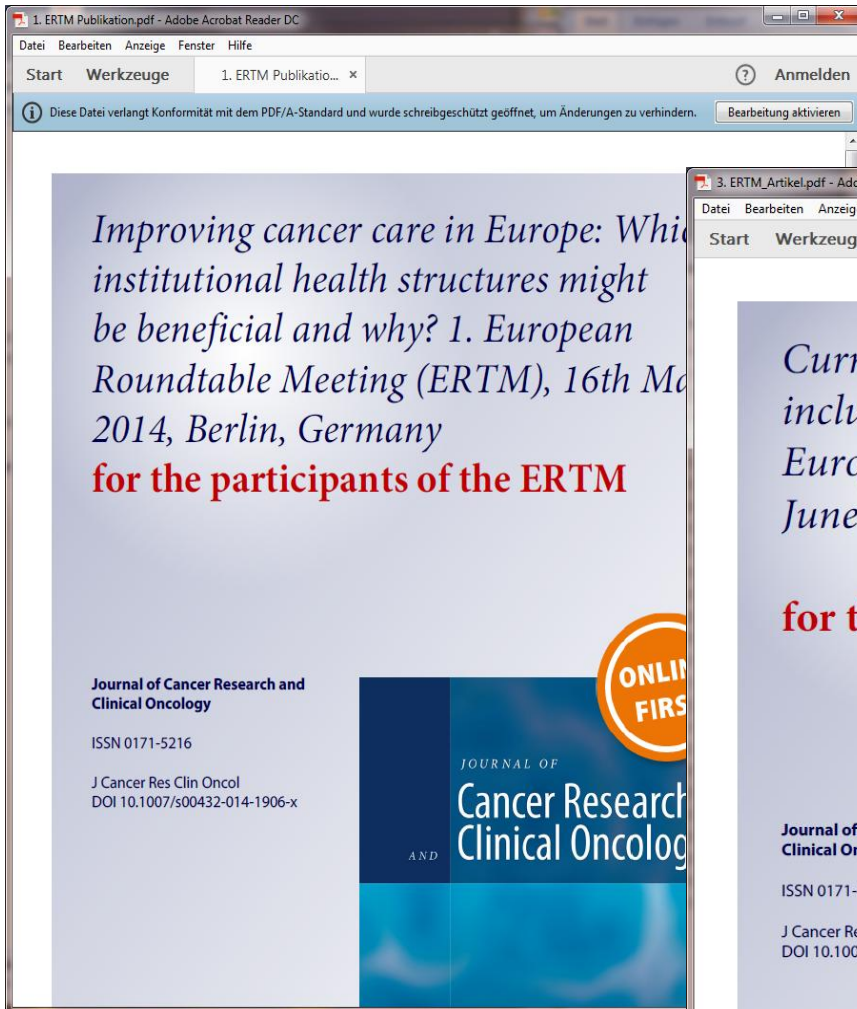 1. ERTM Publikation.pdf - Adobe Acrobat Reader DC
Datei Bearbeiten Anzeige Fenster Hilfe
Start Werkzeuge 1. ERTM Publikatio... × ? Anmelden
Diese Datei verlangt Konformität mit dem PDF/A-Standard und wurde schreibgeschützt geöffnet, um Änderungen zu verhindern. Bearbeitung aktivieren
Improving cancer care in Europe: Whic
institutional health structures might
be beneficial and why? 1. European
Roundtable Meeting (ERTM), 16th Ma
2014, Berlin, Germany
for the participants of the ERTM
Journal of Cancer Research and
Clinical Oncology
ISSN 0171-5216
J Cancer Res Clin Oncol
DOI 10.1007/s00432-014-1906-x
ONLIN
FIRS
JOURNAL OF
Cancer Research
AND Clinical Oncolog
3. ERTM_Artikel.pdf - Ado
Datei Bearbeiten Anzeig
Start Werkzeug
Curr
inclu
Euro
June
for t
Journal of
Clinical On
ISSN 0171-
J Cancer Re
DOI 10.100